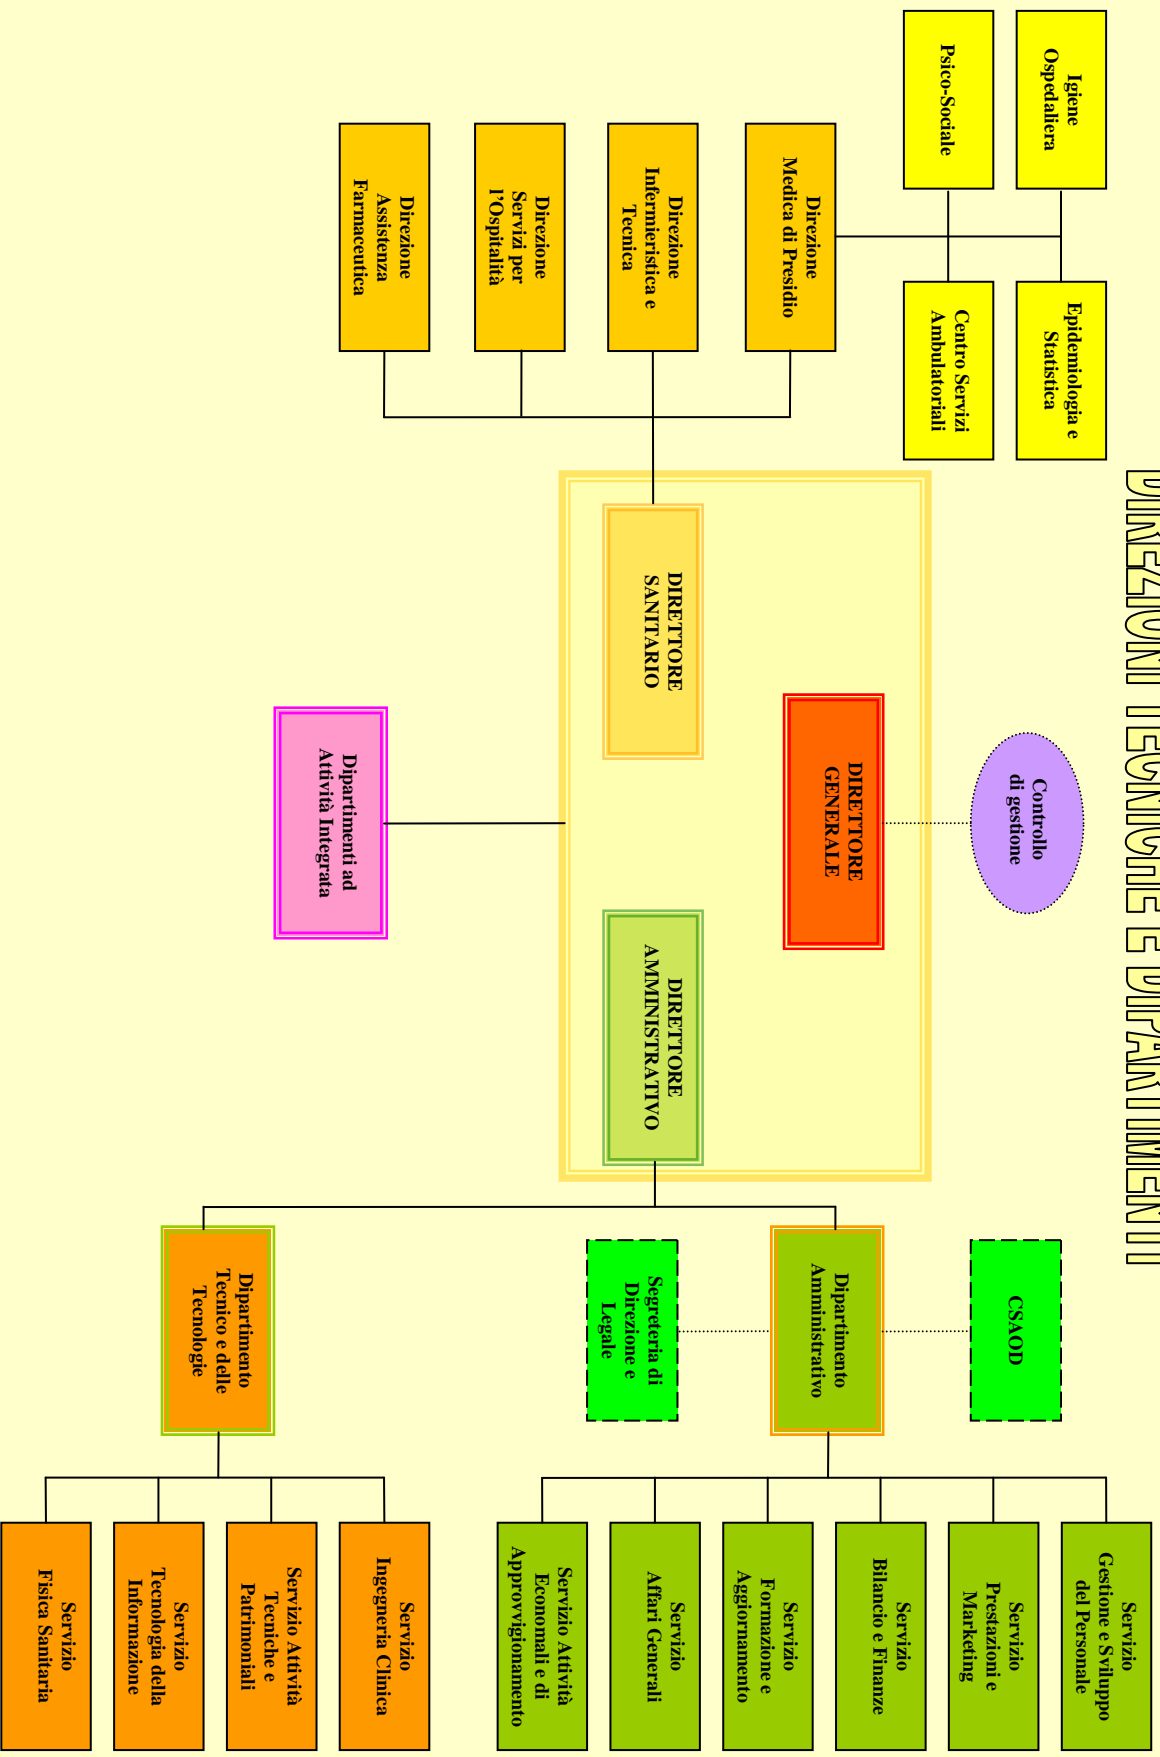 DIREZIONI TECNICHE E DIPARTIMENTI
Igiene
Ospedaliera
Epidemiologia e
Statistica
Psico-Sociale
Centro Servizi
Ambulatoriali
Direzione
Medica di Presidio
Direzione
Infermieristica e
Tecnica
Direzione
Servizi per
l'Ospitalità
Direzione
Assistenza
Farmaceutica
Controllo
di gestione
DIRETTORE
GENERALE
DIRETTORE
SANITARIO
DIRETTORE
AMMINISTRATIVO
Dipartimenti ad
Attività Integrata
CSAOD
Dipartimento
Amministrativo
Segreteria di
Direzione e
Legale
Dipartimento
Tecnico e delle
Tecnologie
Servizio
Gestione e Sviluppo
del Personale
Servizio
Prestazioni e
Marketing
Servizio
Bilancio e Finanze
Servizio
Formazione e
Aggiornamento
Servizio
Affari Generali
Servizio Attività
Economali e di
Approvvigionamento
Servizio
Ingegneria Clinica
Servizio Attività
Tecniche e
Patrimoniali
Servizio
Tecnologia della
Informazione
Servizio
Fisica Sanitaria